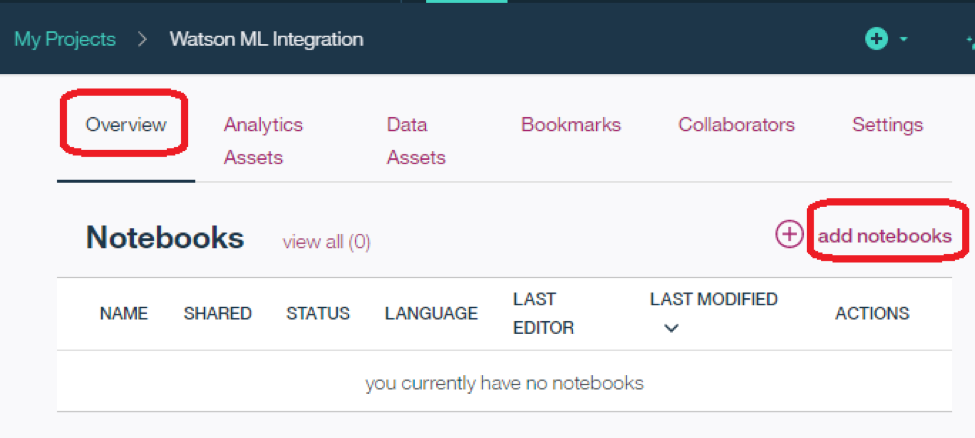 My Projects > Watson ML Integration
Overview Analytics Assets Data Assets Bookmarks Collaborators Settings
Notebooks view all (0) add notebooks
NAME SHARED STATUS LANGUAGE LAST EDITOR LAST MODIFIED ACTIONS
you currently have no notebooks